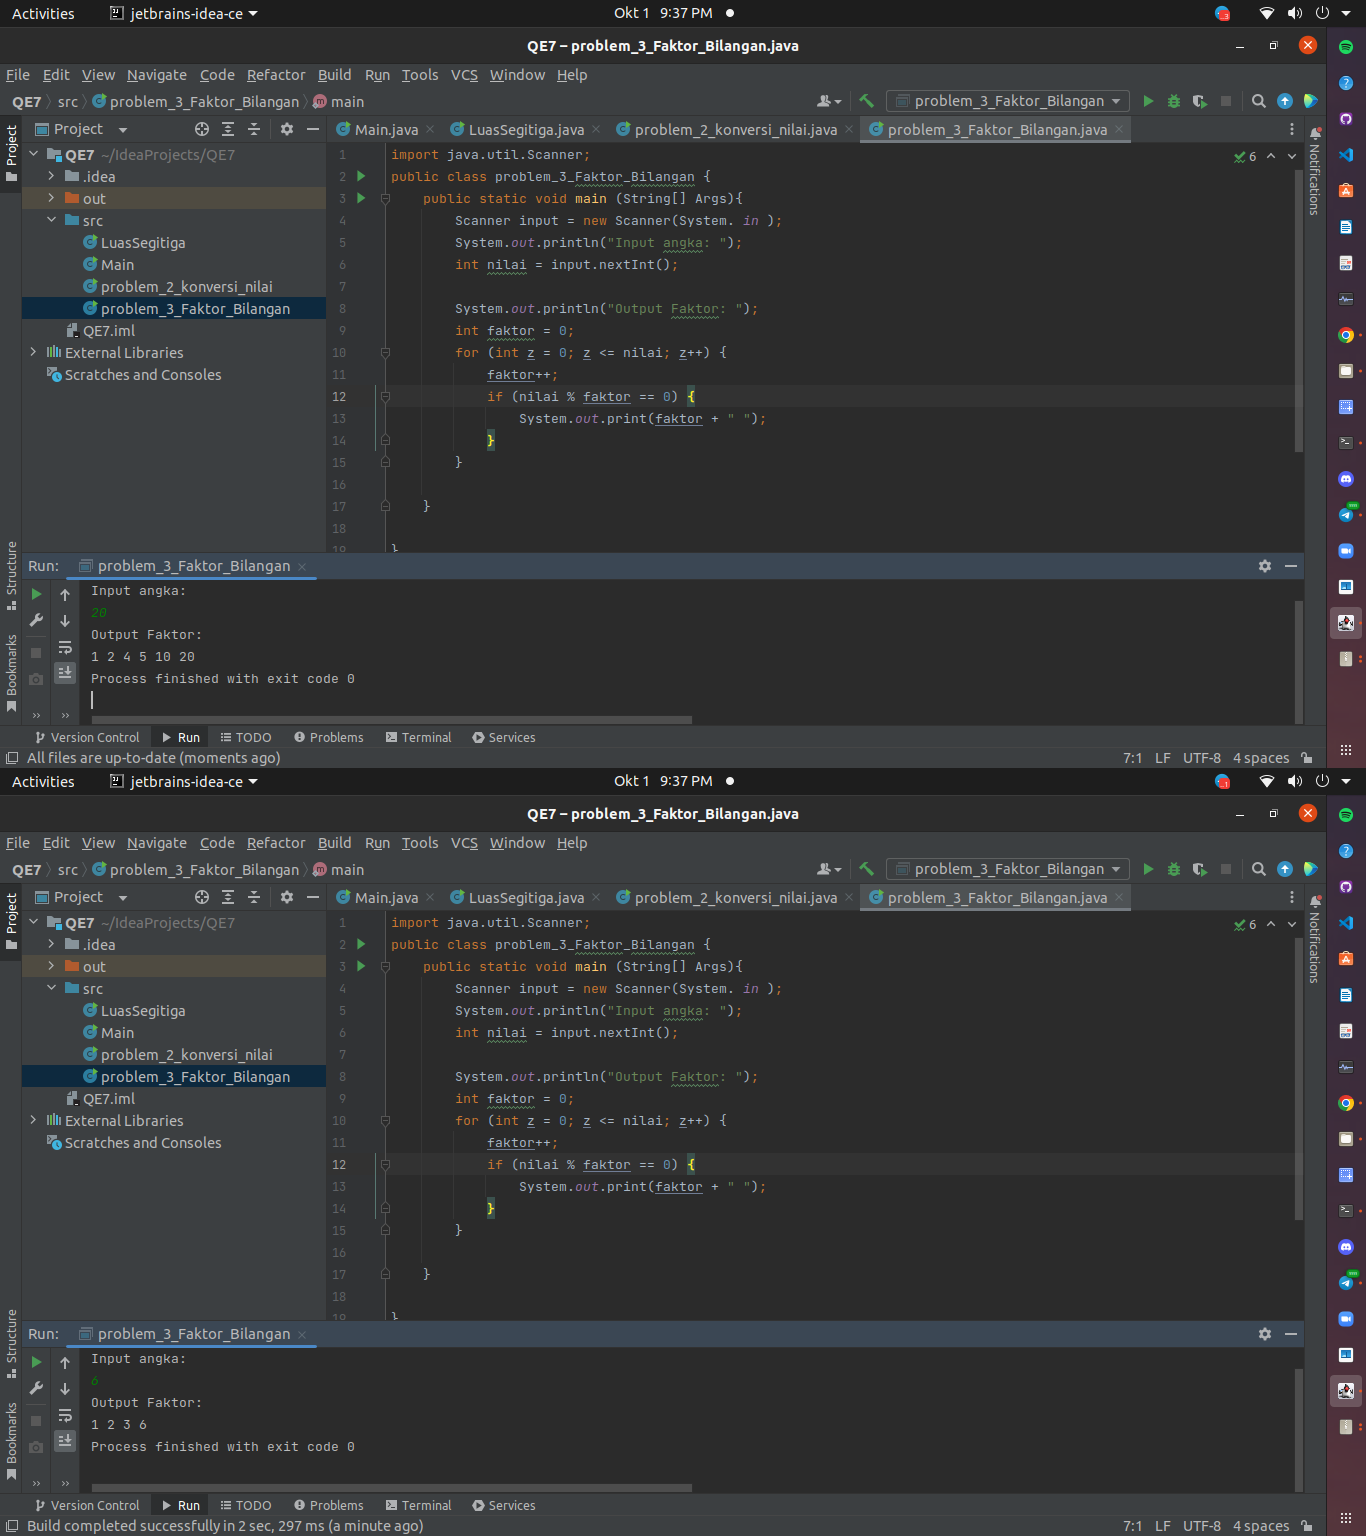 Activities jetbrains-idea-ce Okt 1 9:37 PM 3
QE7 – problem_3_Faktor_Bilangan.java
File Edit View Navigate Code Refactor Build Run Tools VCS Window Help
QE7 src problem_3_Faktor_Bilangan main problem_3_Faktor_Bilangan
Project Project Main.java LuasSegitiga.java problem_2_konversi_nilai.java problem_3_Faktor_Bilangan.java Notifications
QE7 ~/IdeaProjects/QE7
.idea
out
src
LuasSegitiga
Main
problem_2_konversi_nilai
problem_3_Faktor_Bilangan
QE7.iml
External Libraries
Scratches and Consoles
6
1 import java.util.Scanner;
2 public class problem_3_Faktor_Bilangan {
3 public static void main (String[] Args){
4 Scanner input = new Scanner(System. in );
5 System.out.println("Input angka: ");
6 int nilai = input.nextInt();
7
8 System.out.println("Output Faktor: ");
9 int faktor = 0;
10 for (int z = 0; z <= nilai; z++) {
11 faktor++;
12 if (nilai % faktor == 0) {
13 System.out.print(faktor + " ");
14 }
15 }
16
17 }
18
19 }
Structure
Bookmarks
Run: problem_3_Faktor_Bilangan
Input angka:
20
Output Faktor:
1 2 4 5 10 20
Process finished with exit code 0
Version Control Run TODO Problems Terminal Services
All files are up-to-date (moments ago) 7:1 LF UTF-8 4 spaces
Activities jetbrains-idea-ce Okt 1 9:37 PM 1
QE7 – problem_3_Faktor_Bilangan.java
File Edit View Navigate Code Refactor Build Run Tools VCS Window Help
QE7 src problem_3_Faktor_Bilangan main problem_3_Faktor_Bilangan
Project Project Main.java LuasSegitiga.java problem_2_konversi_nilai.java problem_3_Faktor_Bilangan.java Notifications
QE7 ~/IdeaProjects/QE7
.idea
out
src
LuasSegitiga
Main
problem_2_konversi_nilai
problem_3_Faktor_Bilangan
QE7.iml
External Libraries
Scratches and Consoles
6
1 import java.util.Scanner;
2 public class problem_3_Faktor_Bilangan {
3 public static void main (String[] Args){
4 Scanner input = new Scanner(System. in );
5 System.out.println("Input angka: ");
6 int nilai = input.nextInt();
7
8 System.out.println("Output Faktor: ");
9 int faktor = 0;
10 for (int z = 0; z <= nilai; z++) {
11 faktor++;
12 if (nilai % faktor == 0) {
13 System.out.print(faktor + " ");
14 }
15 }
16
17 }
18
19 }
Structure
Bookmarks
Run: problem_3_Faktor_Bilangan
Input angka:
6
Output Faktor:
1 2 3 6
Process finished with exit code 0
Version Control Run TODO Problems Terminal Services
Build completed successfully in 2 sec, 297 ms (a minute ago) 7:1 LF UTF-8 4 spaces